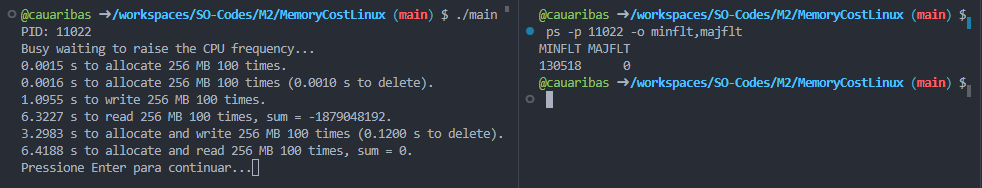 @cauaribas ➜/workspaces/SO-Codes/M2/MemoryCostLinux (main) $ ./main
PID: 11022
Busy waiting to raise the CPU frequency...
0.0015 s to allocate 256 MB 100 times.
0.0016 s to allocate 256 MB 100 times (0.0010 s to delete).
1.0955 s to write 256 MB 100 times.
6.3227 s to read 256 MB 100 times, sum = -1879048192.
3.2983 s to allocate and write 256 MB 100 times (0.1200 s to delete).
6.4188 s to allocate and read 256 MB 100 times, sum = 0.
Pressione Enter para continuar...
@cauaribas ➜/workspaces/SO-Codes/M2/MemoryCostLinux (main) $
ps -p 11022 -o minflt,majflt
MINFLT MAJFLT
130518 0
@cauaribas ➜/workspaces/SO-Codes/M2/MemoryCostLinux (main) $